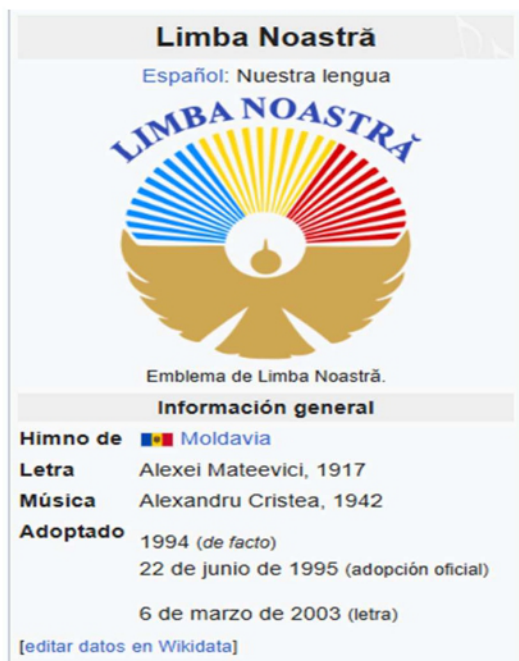 Limba Noastră
Español: Nuestra lengua
LIMBA NOASTRĂ
Emblema de Limba Noastră.
Información general
Himno de Moldavia
Letra Alexei Mateevici, 1917
Música Alexandru Cristea, 1942
Adoptado 1994 (de facto)
22 de junio de 1995 (adopción oficial)
6 de marzo de 2003 (letra)
[editar datos en Wikidata]